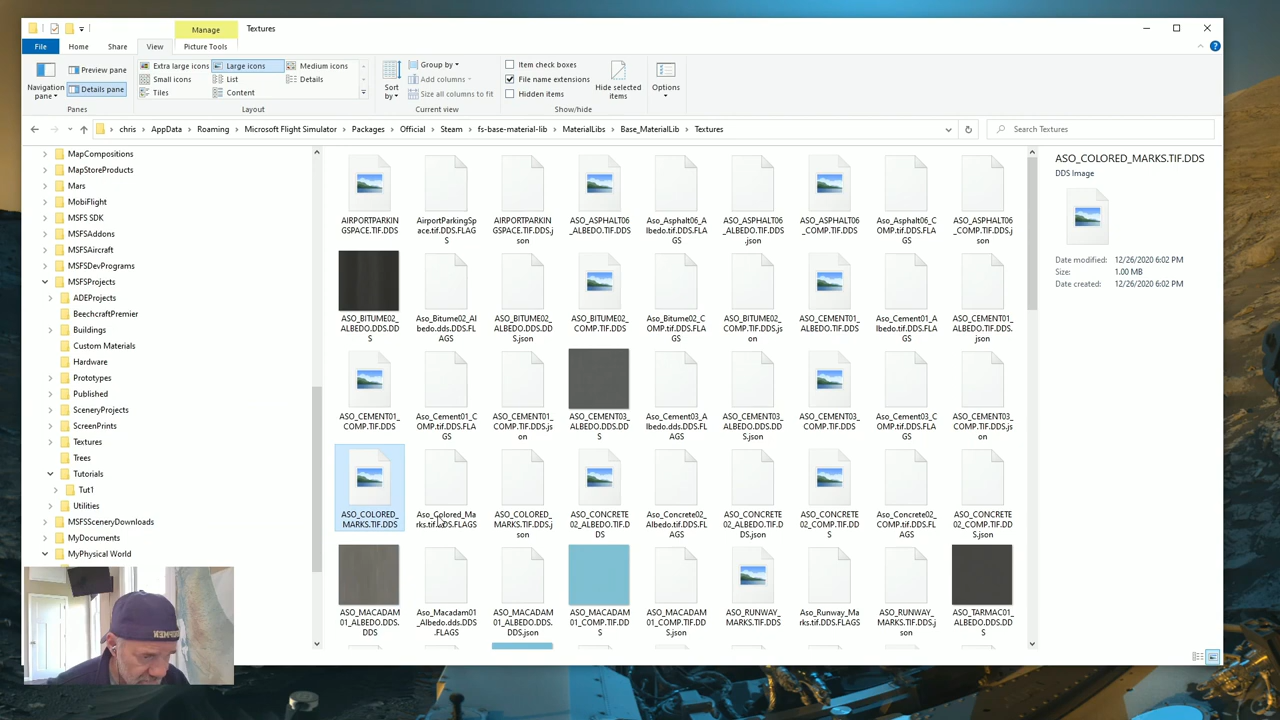 Manage
Textures
File
Home
Share
View
Picture Tools
Navigation pane
Preview pane
Details pane
Panes
Extra large icons
Large icons
Medium icons
Small icons
List
Details
Tiles
Content
Layout
Sort by
Group by
Add columns
Size all columns to fit
Current view
Item check boxes
File name extensions
Hidden items
Hide selected items
Show/hide
Options
chris > AppData > Roaming > Microsoft Flight Simulator > Packages > Official > Steam > fs-base-material-lib > MaterialLibs > Base_MaterialLib > Textures
Search Textures
MapCompositions
MapStoreProducts
Mars
MobiFlight
MSFS SDK
MSFSAddons
MSFSAircraft
MSFSDevPrograms
MSFSProjects
ADEProjects
BeechcraftPremier
Buildings
Custom Materials
Hardware
Prototypes
Published
SceneryProjects
ScreenPrints
Textures
Trees
Tutorials
Tut1
Utilities
MSFSSceneryDownloads
MyDocuments
MyPhysical World
AIRPORTPARKINGSPACE.TIF.DDS
AirportParkingSpace.tif.DDS.FLAGS
AIRPORTPARKINGSPACE.TIF.DDS.json
ASO_ASPHALT06_ALBEDO.TIF.DDS
Aso_Asphalt06_Albedo.tif.DDS.FLAGS
ASO_ASPHALT06_ALBEDO.TIF.DDS.json
ASO_ASPHALT06_COMP.TIF.DDS
Aso_Asphalt06_COMP.tif.DDS.FLAGS
ASO_ASPHALT06_COMP.TIF.DDS.json
ASO_BITUME02_ALBEDO.DDS.DDS
Aso_Bitume02_Albedo.dds.DDS.FLAGS
ASO_BITUME02_ALBEDO.DDS.DDS.json
ASO_BITUME02_COMP.TIF.DDS
Aso_Bitume02_COMP.tif.DDS.FLAGS
ASO_BITUME02_COMP.TIF.DDS.json
ASO_CEMENT01_ALBEDO.TIF.DDS
Aso_Cement01_Albedo.tif.DDS.FLAGS
ASO_CEMENT01_ALBEDO.TIF.DDS.json
ASO_CEMENT01_COMP.TIF.DDS
Aso_Cement01_COMP.tif.DDS.FLAGS
ASO_CEMENT01_COMP.TIF.DDS.json
ASO_CEMENT03_ALBEDO.DDS.DDS
Aso_Cement03_Albedo.dds.DDS.FLAGS
ASO_CEMENT03_ALBEDO.DDS.DDS.json
ASO_CEMENT03_COMP.TIF.DDS
Aso_Cement03_COMP.tif.DDS.FLAGS
ASO_CEMENT03_COMP.TIF.DDS.json
ASO_COLORED_MARKS.TIF.DDS
Aso_Colored_Marks.tif.DDS.FLAGS
ASO_COLORED_MARKS.TIF.DDS.json
ASO_CONCRETE02_ALBEDO.TIF.DDS
Aso_Concrete02_Albedo.tif.DDS.FLAGS
ASO_CONCRETE02_ALBEDO.TIF.DDS.json
ASO_CONCRETE02_COMP.TIF.DDS
Aso_Concrete02_COMP.tif.DDS.FLAGS
ASO_CONCRETE02_COMP.TIF.DDS.json
ASO_MACADAM01_ALBEDO.DDS.DDS
Aso_Macadam01_Albedo.dds.DDS.FLAGS
ASO_MACADAM01_ALBEDO.DDS.DDS.json
ASO_MACADAM01_COMP.TIF.DDS
ASO_MACADAM01_COMP.TIF.DDS.json
ASO_RUNWAY_MARKS.TIF.DDS
Aso_Runway_Marks.tif.DDS.FLAGS
ASO_RUNWAY_MARKS.TIF.DDS.json
ASO_TARMAC01_ALBEDO.DDS.DDS
ASO_COLORED_MARKS.TIF.DDS
DDS Image
Date modified: 12/26/2020 6:02 PM
Size: 1.00 MB
Date created: 12/26/2020 6:02 PM